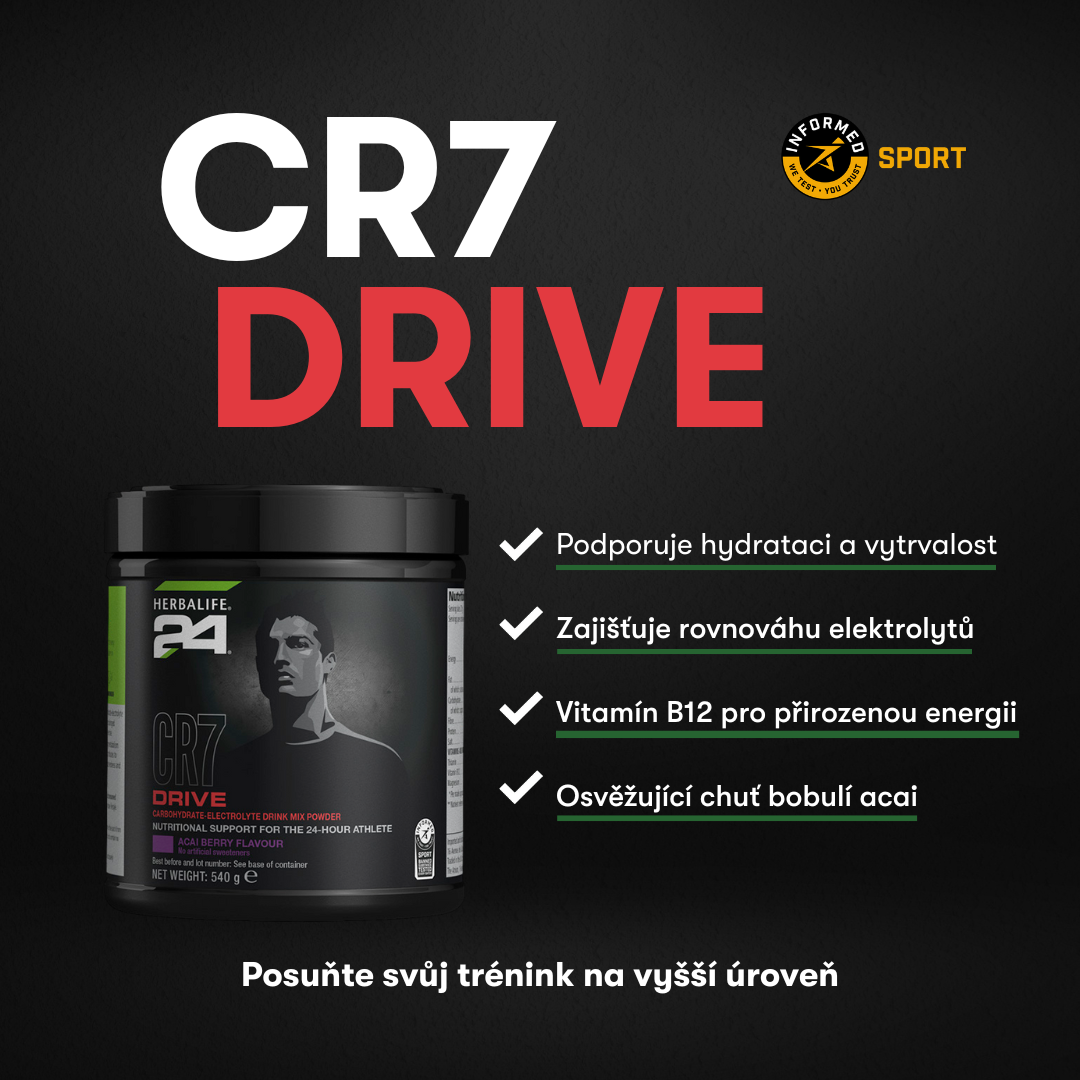 CR7
DRIVE
INFORMED
WE TEST · YOU TRUST
SPORT
HERBALIFE
24
CR7
DRIVE
CARBOHYDRATE-ELECTROLYTE DRINK MIX POWDER
NUTRITIONAL SUPPORT FOR THE 24-HOUR ATHLETE
ACAI BERRY FLAVOUR
No artificial sweeteners
Best before and lot number: See base of container
NET WEIGHT: 540 g ℮
SPORT
Podporuje hydrataci a vytrvalost
Zajišťuje rovnováhu elektrolytů
Vitamín B12 pro přirozenou energii
Osvěžující chuť bobulí acai
Posuňte svůj trénink na vyšší úroveň